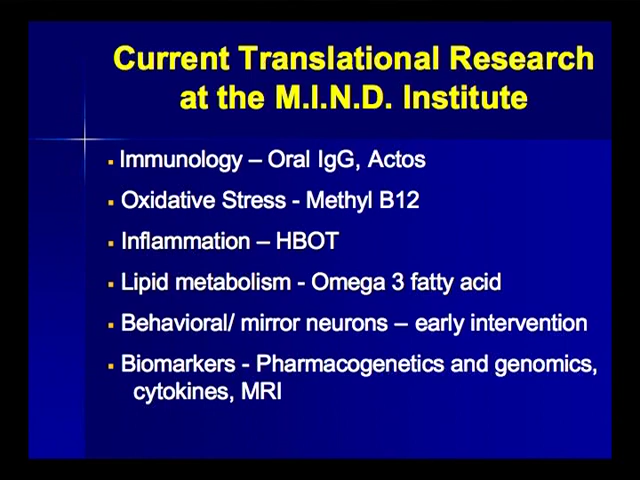 Current Translational Research
at the M.I.N.D. Institute
Immunology – Oral IgG, Actos
Oxidative Stress - Methyl B12
Inflammation – HBOT
Lipid metabolism - Omega 3 fatty acid
Behavioral/ mirror neurons – early intervention
Biomarkers - Pharmacogenetics and genomics,
cytokines, MRI